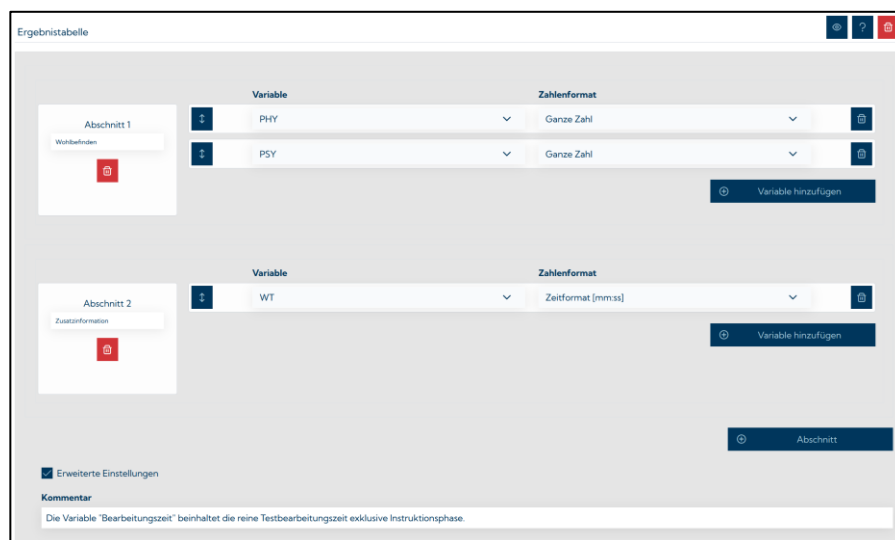 Ergebnistabelle
?
Variable Zahlenformat
Abschnitt 1
Wohlbefinden
PHY Ganze Zahl
PSY Ganze Zahl
Variable hinzufügen
Variable Zahlenformat
Abschnitt 2
Zusatzinformation
WT Zeitformat [mm:ss]
Variable hinzufügen
Abschnitt
Erweiterte Einstellungen
Kommentar
Die Variable "Bearbeitungszeit" beinhaltet die reine Testbearbeitungszeit exklusive Instruktionsphase.